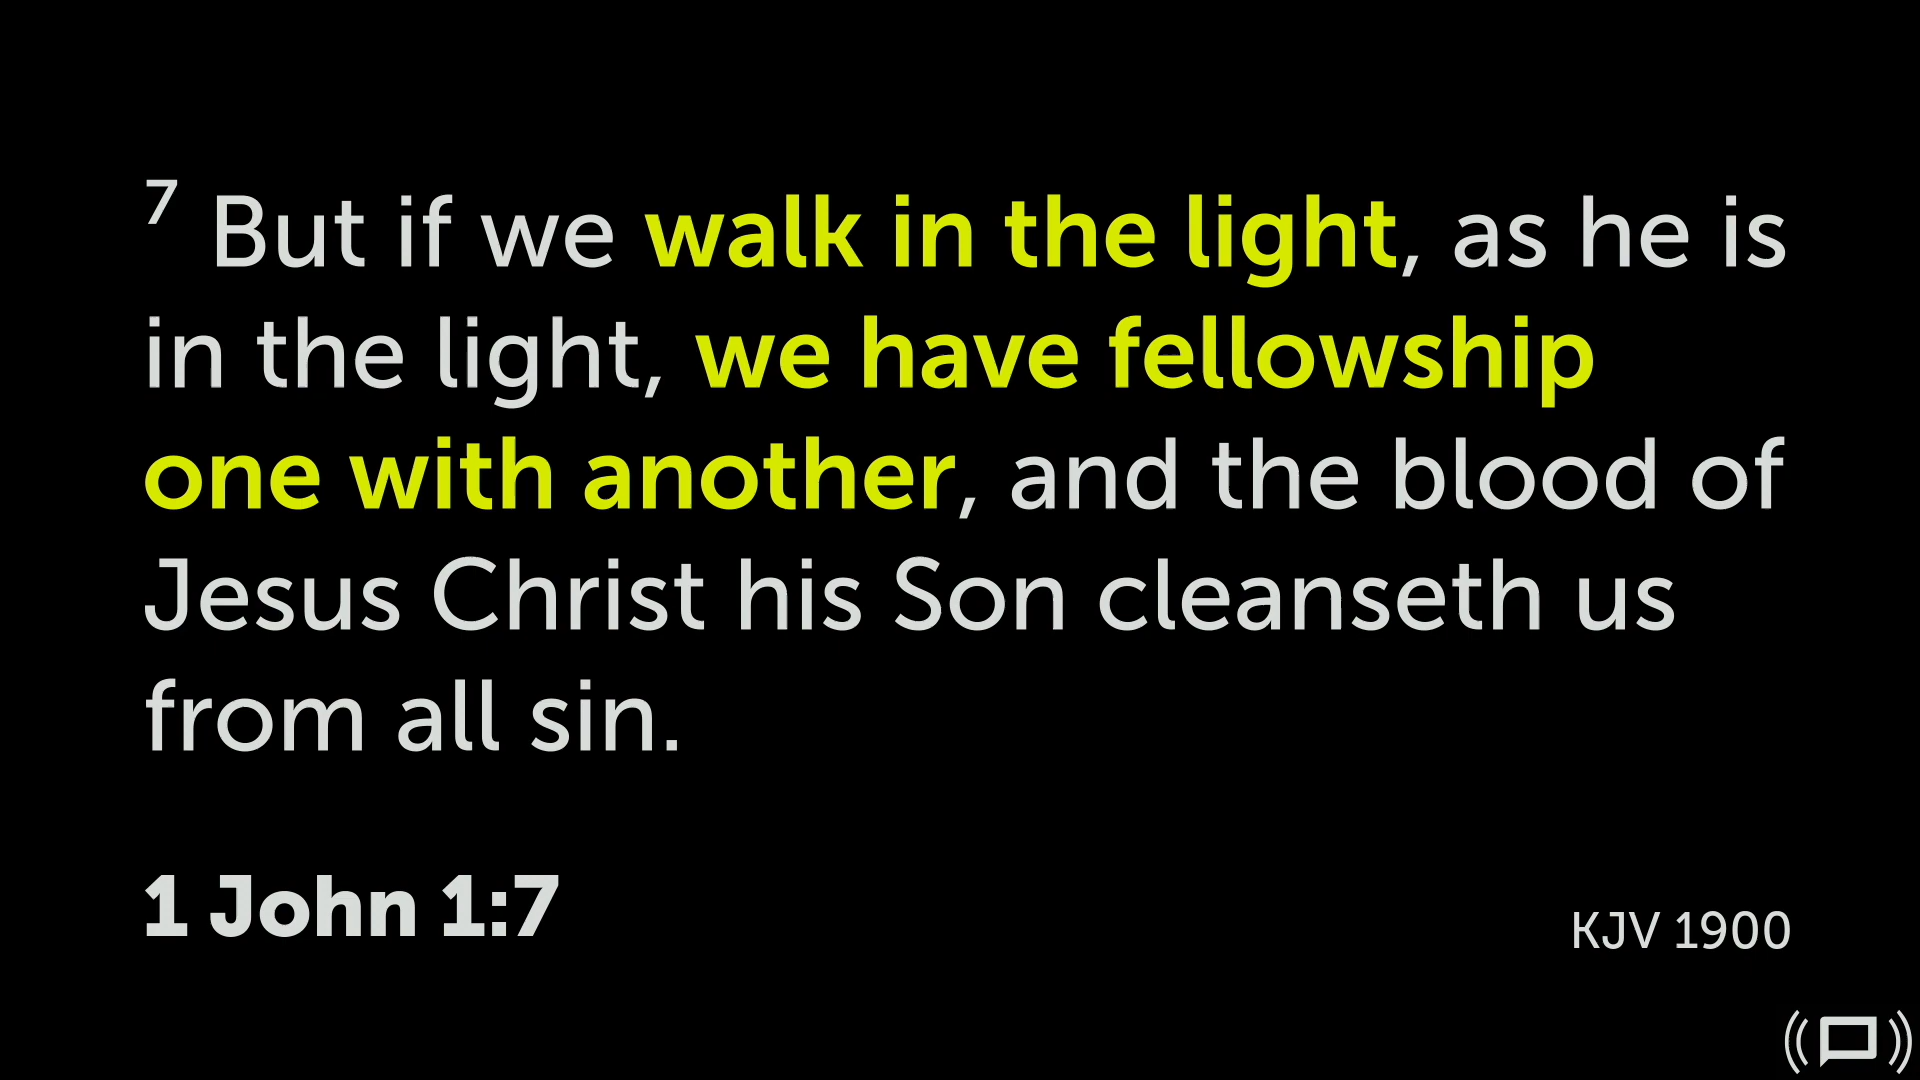 7 But if we walk in the light, as he is
in the light, we have fellowship
one with another, and the blood of
Jesus Christ his Son cleanseth us
from all sin.
1 John 1:7
KJV 1900